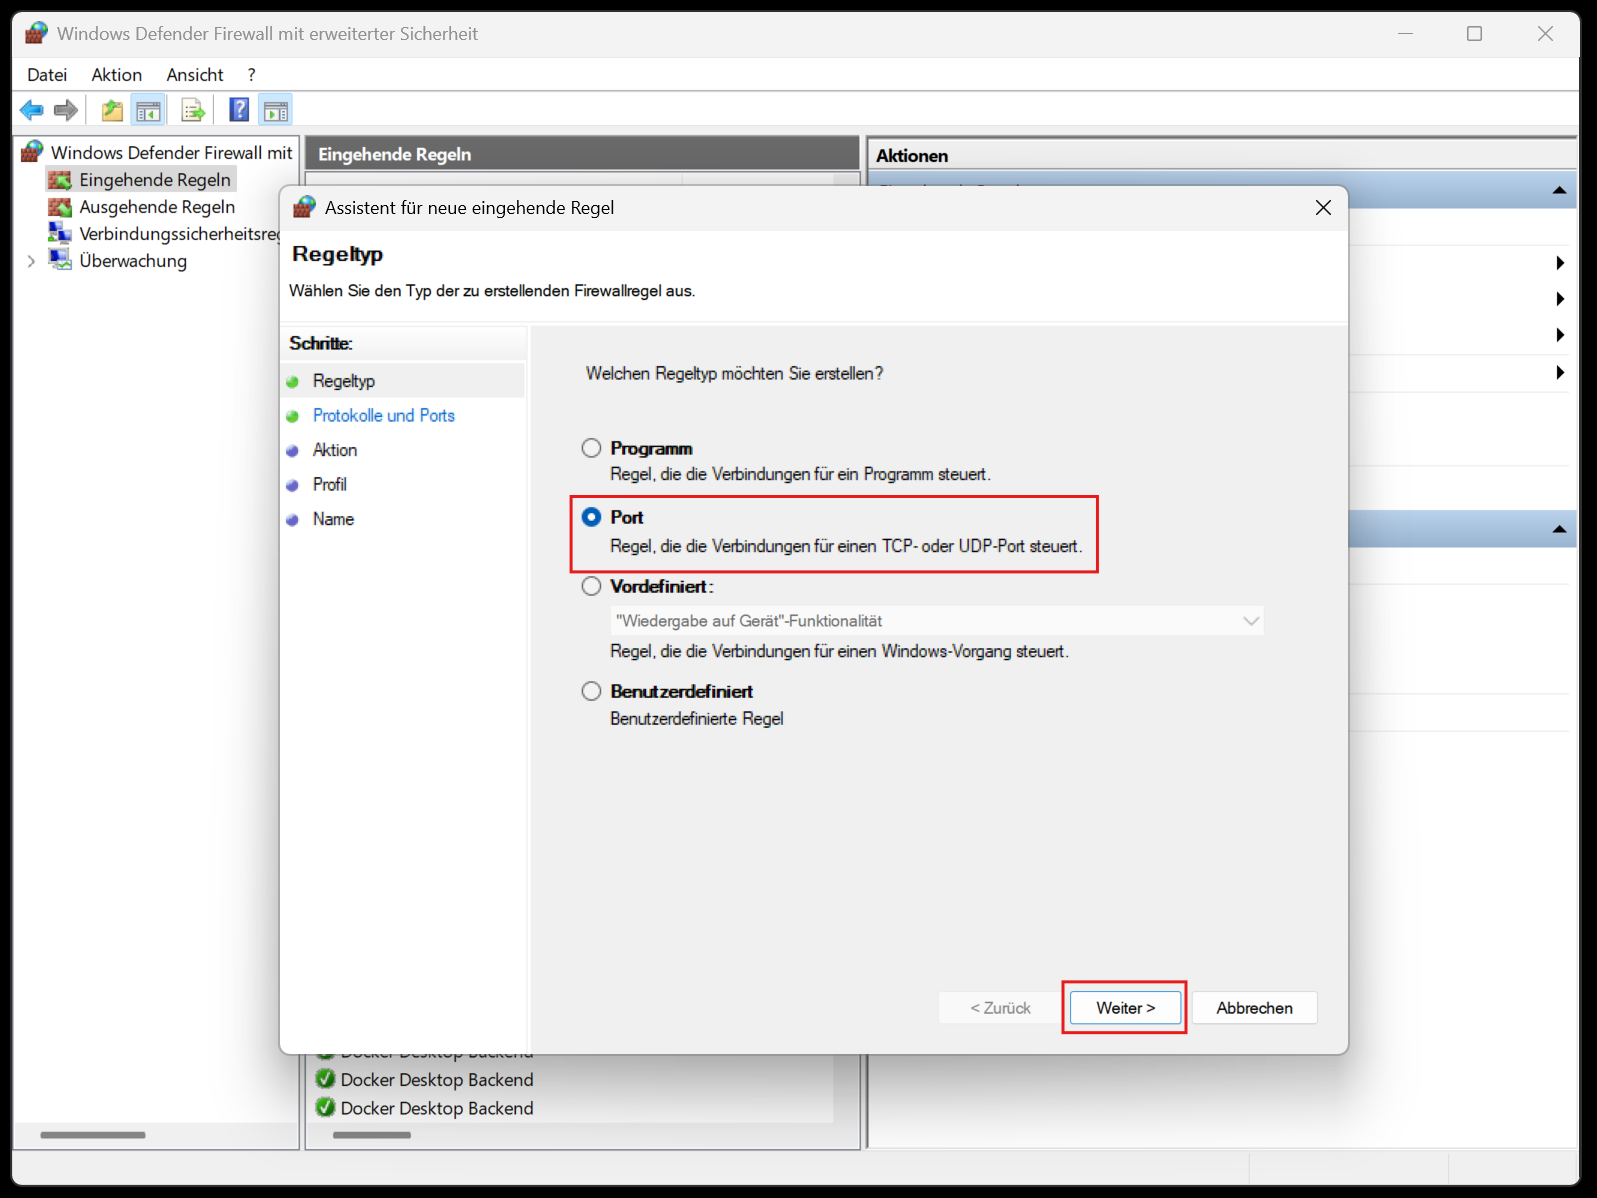 Windows Defender Firewall mit erweiterter Sicherheit
Datei Aktion Ansicht ?
Windows Defender Firewall mit
Eingehende Regeln
Ausgehende Regeln
Verbindungssicherheitsreg
Überwachung
Eingehende Regeln
Aktionen
Assistent für neue eingehende Regel
Regeltyp
Wählen Sie den Typ der zu erstellenden Firewallregel aus.
Schritte:
Regeltyp
Protokolle und Ports
Aktion
Profil
Name
Welchen Regeltyp möchten Sie erstellen?
Programm
Regel, die die Verbindungen für ein Programm steuert.
Port
Regel, die die Verbindungen für einen TCP- oder UDP-Port steuert.
Vordefiniert:
"Wiedergabe auf Gerät"-Funktionalität
Regel, die die Verbindungen für einen Windows-Vorgang steuert.
Benutzerdefiniert
Benutzerdefinierte Regel
< Zurück Weiter > Abbrechen
Docker Desktop Backend
Docker Desktop Backend
Docker Desktop Backend